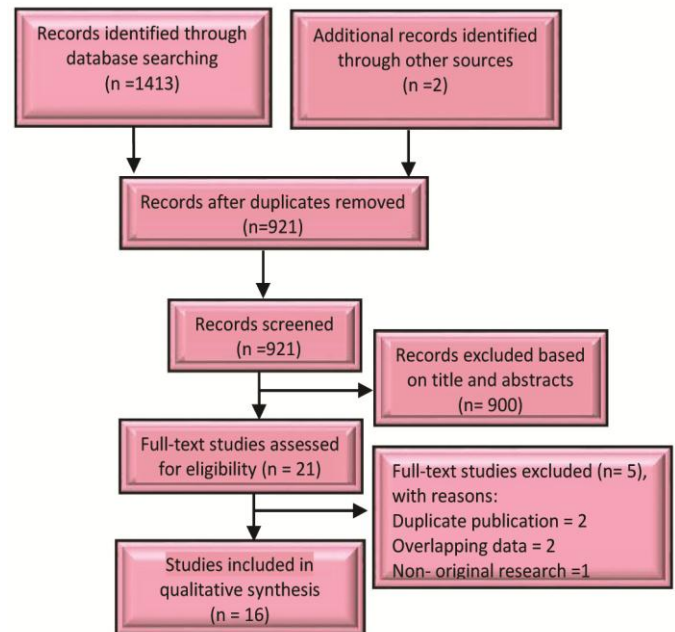 Records identified through
database searching
(n =1413)
Additional records identified
through other sources
(n =2)
Records after duplicates removed
(n=921)
Records screened
(n =921)
Records excluded based
on title and abstracts
(n= 900)
Full-text studies assessed
for eligibility (n = 21)
Full-text studies excluded (n= 5),
with reasons:
Duplicate publication = 2
Overlapping data = 2
Non- original research =1
Studies included in
qualitative synthesis
(n = 16)